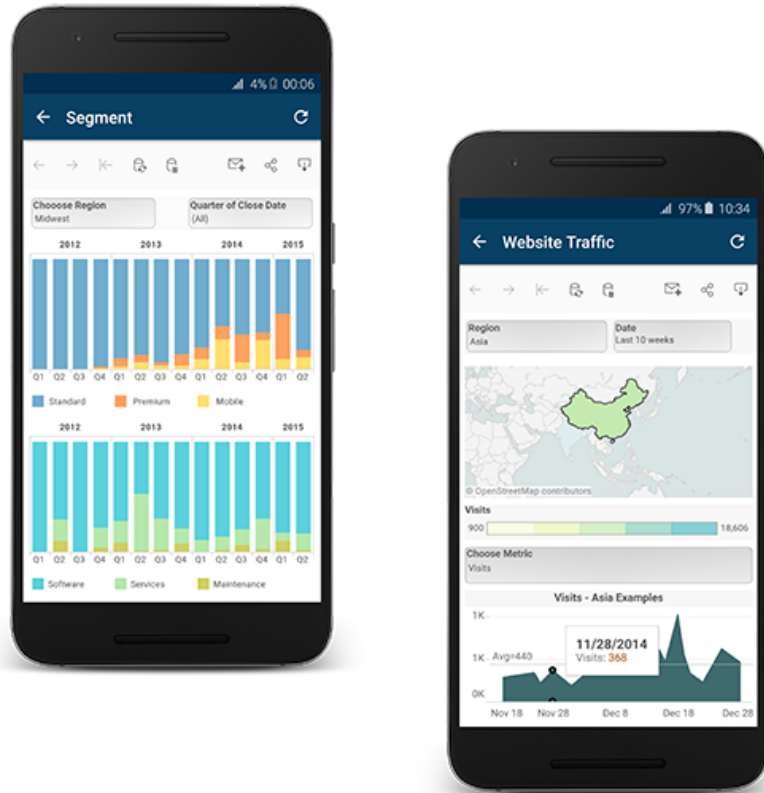 4% 00:06
Segment
Chooose Region
Midwest
Quarter of Close Date
(All)
2012 2013 2014 2015
Q1 Q2 Q3 Q4 Q1 Q2 Q3 Q4 Q1 Q2 Q3 Q4 Q1 Q2
Standard Premium Mobile
2012 2013 2014 2015
Q1 Q2 Q3 Q4 Q1 Q2 Q3 Q4 Q1 Q2 Q3 Q4 Q1 Q2
Software Services Maintenance
97% 10:34
Website Traffic
Region
Asia
Date
Last 10 weeks
© OpenStreetMap contributors
Visits
900 18,606
Choose Metric
Visits
Visits - Asia Examples
1K
11/28/2014
Visits: 368
1K Avg=440
0K
Nov 18 Nov 28 Dec 8 Dec 18 Dec 28